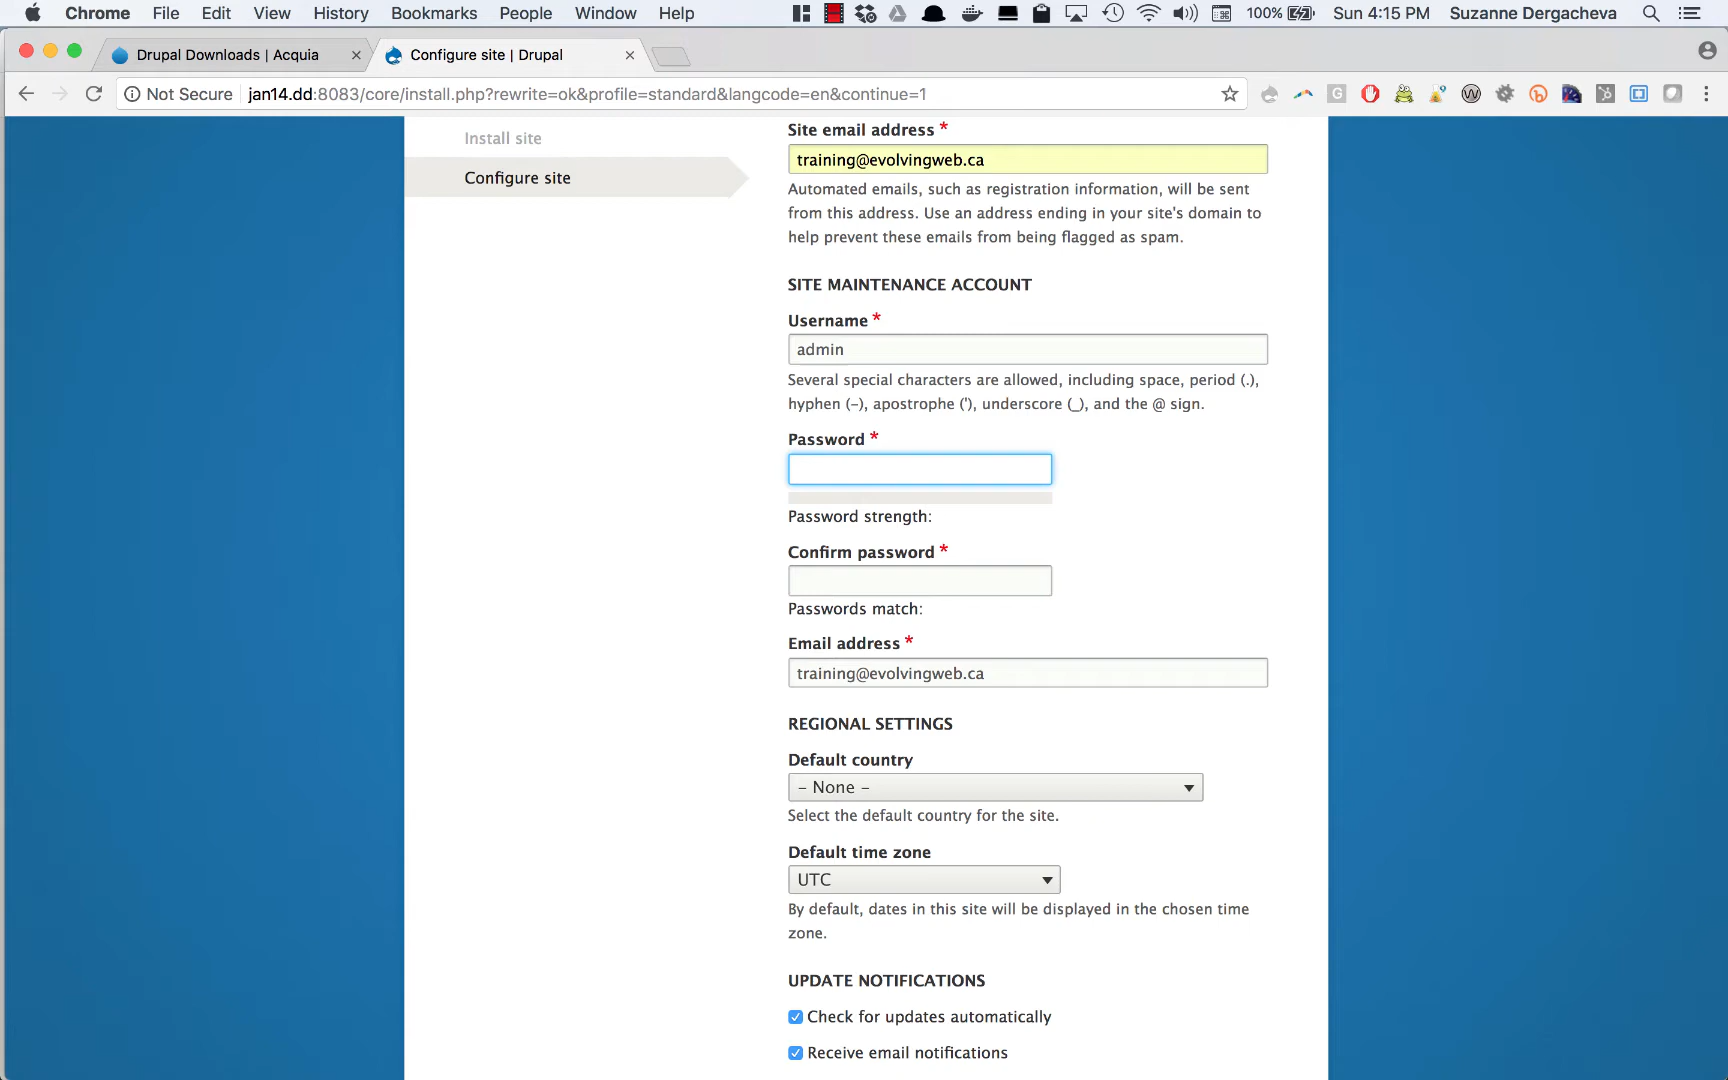 Chrome File Edit View History Bookmarks People Window Help 100% Sun 4:15 PM Suzanne Dergacheva
Drupal Downloads | Acquia Configure site | Drupal
Not Secure jan14.dd:8083/core/install.php?rewrite=ok&profile=standard&langcode=en&continue=1
Install site
Configure site
Site email address *
training@evolvingweb.ca
Automated emails, such as registration information, will be sent
from this address. Use an address ending in your site's domain to
help prevent these emails from being flagged as spam.
SITE MAINTENANCE ACCOUNT
Username *
admin
Several special characters are allowed, including space, period (.),
hyphen (-), apostrophe ('), underscore (_), and the @ sign.
Password *
Password strength:
Confirm password *
Passwords match:
Email address *
training@evolvingweb.ca
REGIONAL SETTINGS
Default country
- None -
Select the default country for the site.
Default time zone
UTC
By default, dates in this site will be displayed in the chosen time
zone.
UPDATE NOTIFICATIONS
Check for updates automatically
Receive email notifications